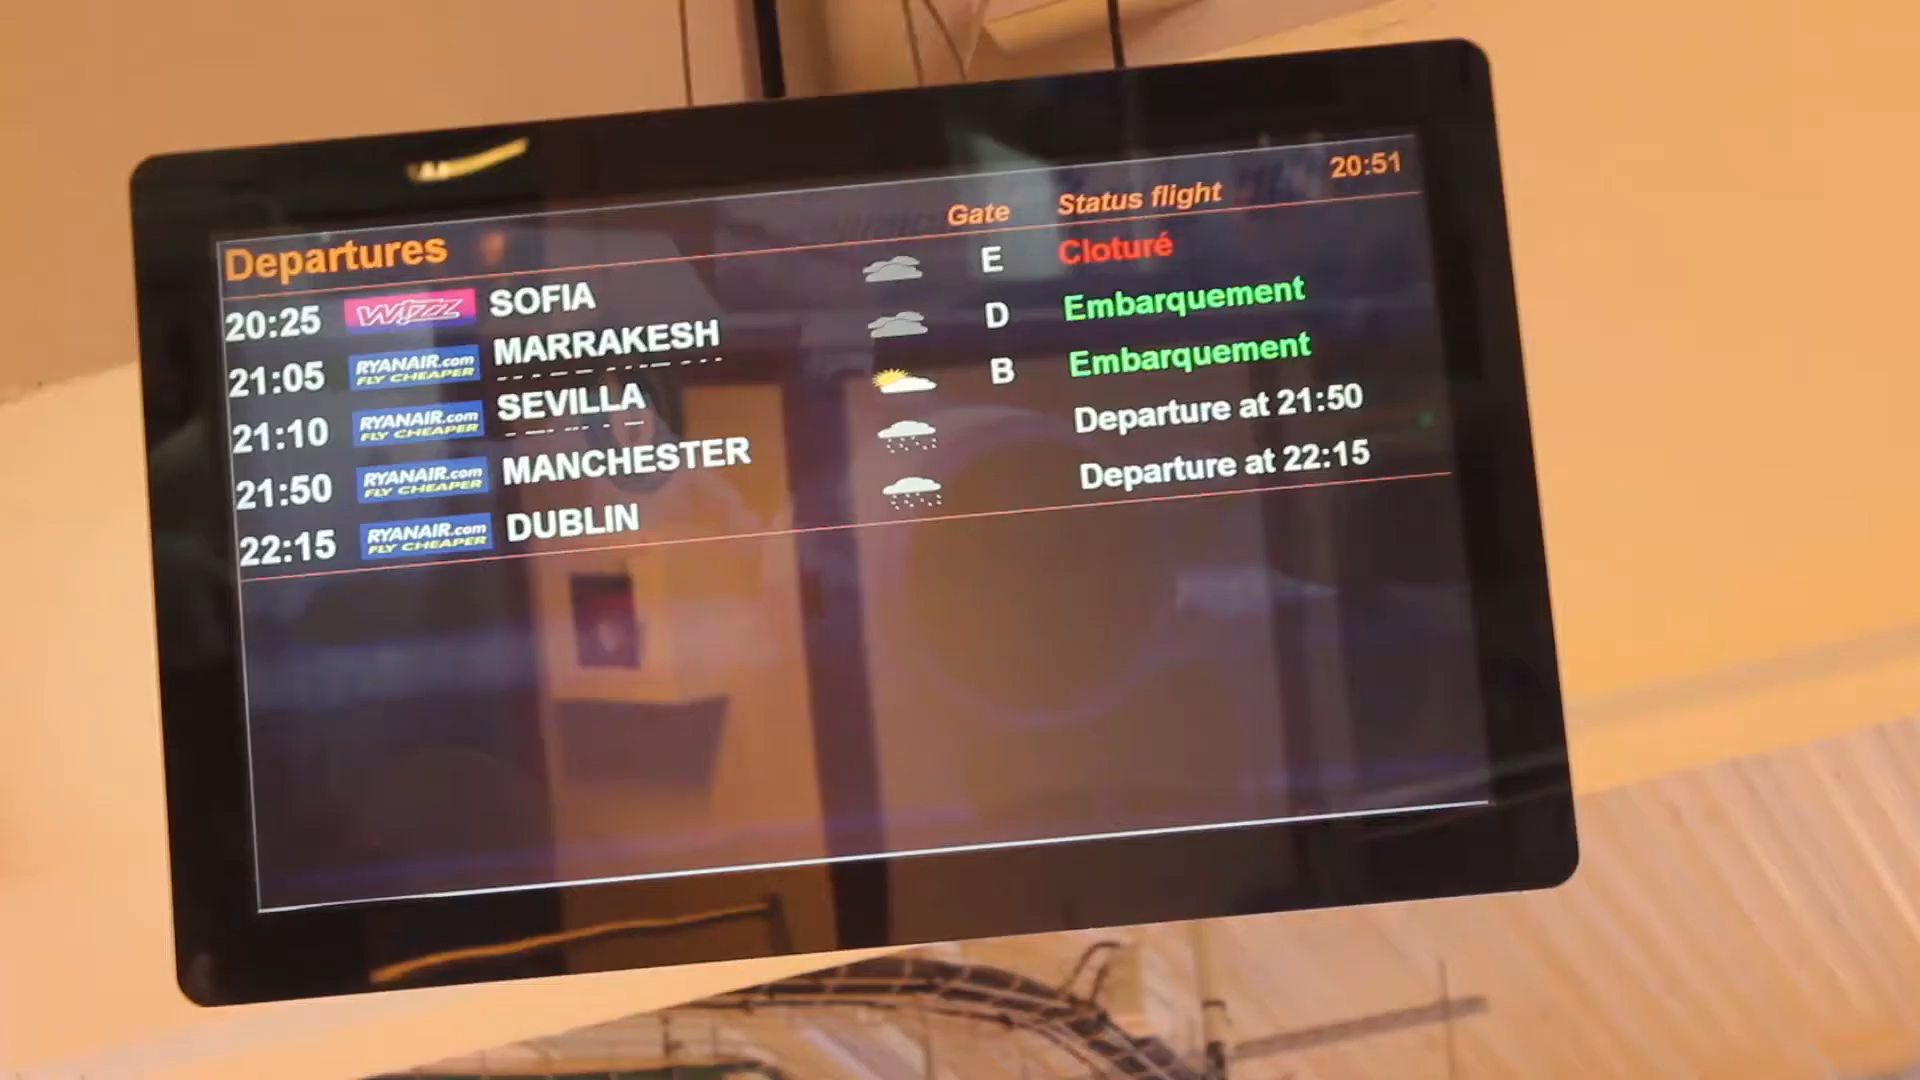 20:51
Departures Gate Status flight
20:25 WIZZ SOFIA E Cloturé
21:05 RYANAIR.com FLY CHEAPER MARRAKESH D Embarquement
21:10 RYANAIR.com FLY CHEAPER SEVILLA B Embarquement
21:50 RYANAIR.com FLY CHEAPER MANCHESTER Departure at 21:50
22:15 RYANAIR.com FLY CHEAPER DUBLIN Departure at 22:15